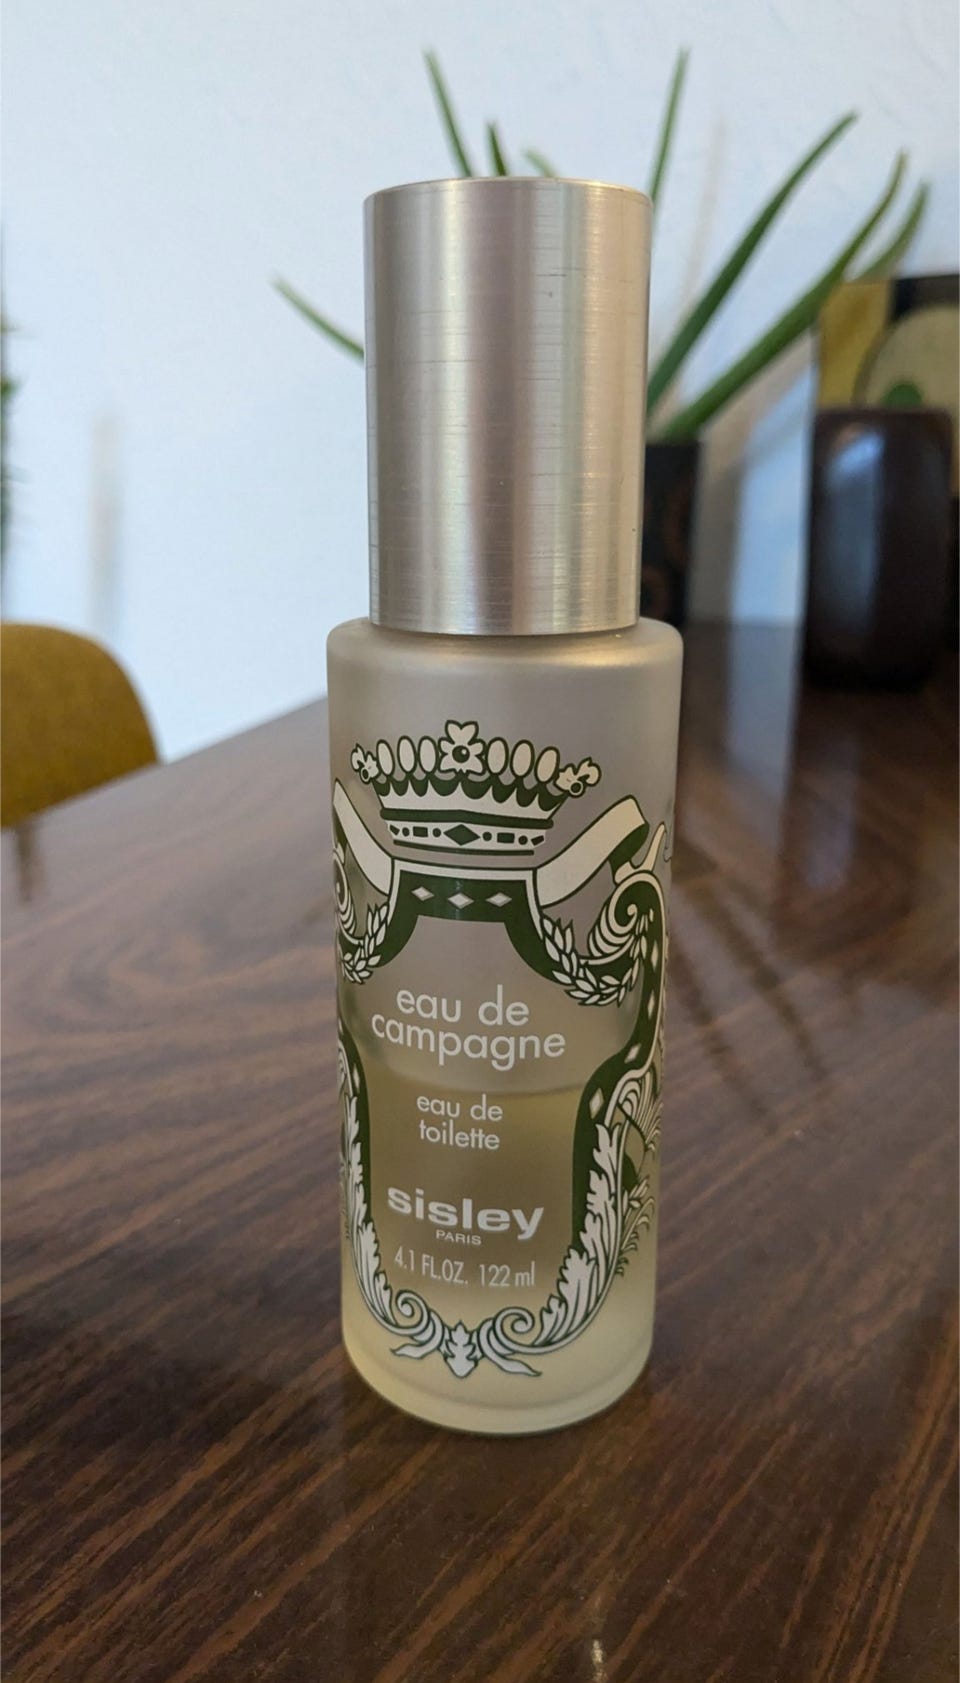 eau de
campagne
eau de
toilette
sisley
PARIS
4.1 FL.OZ. 122 ml